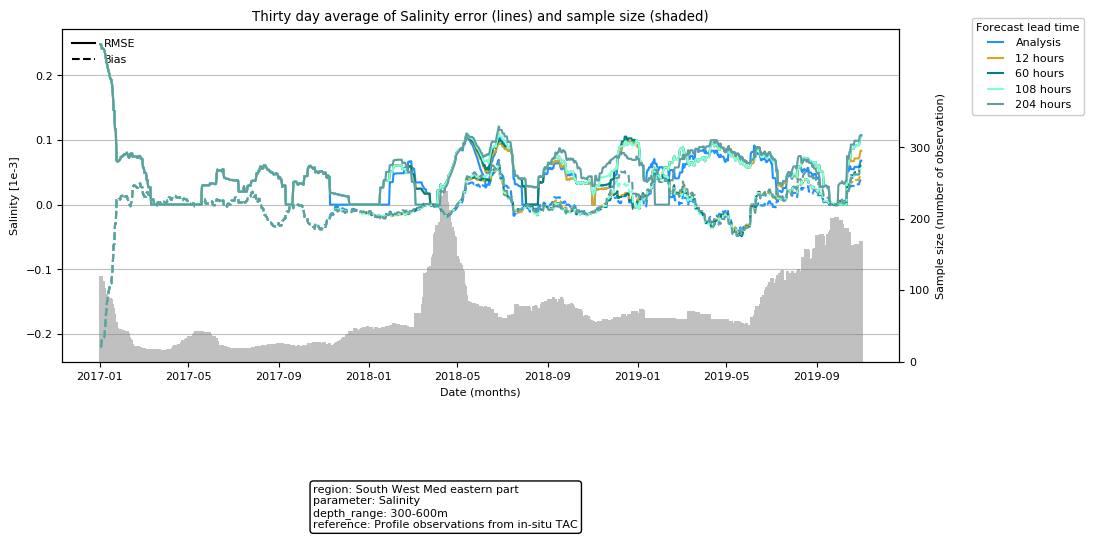 Thirty day average of Salinity error (lines) and sample size (shaded)
RMSE
Bias
Forecast lead time
Analysis
12 hours
60 hours
108 hours
204 hours
Salinity [1e-3]
0.2
0.1
0.0
−0.1
−0.2
Sample size (number of observation)
300
200
100
0
2017-01 2017-05 2017-09 2018-01 2018-05 2018-09 2019-01 2019-05 2019-09
Date (months)
region: South West Med eastern part
parameter: Salinity
depth_range: 300-600m
reference: Profile observations from in-situ TAC